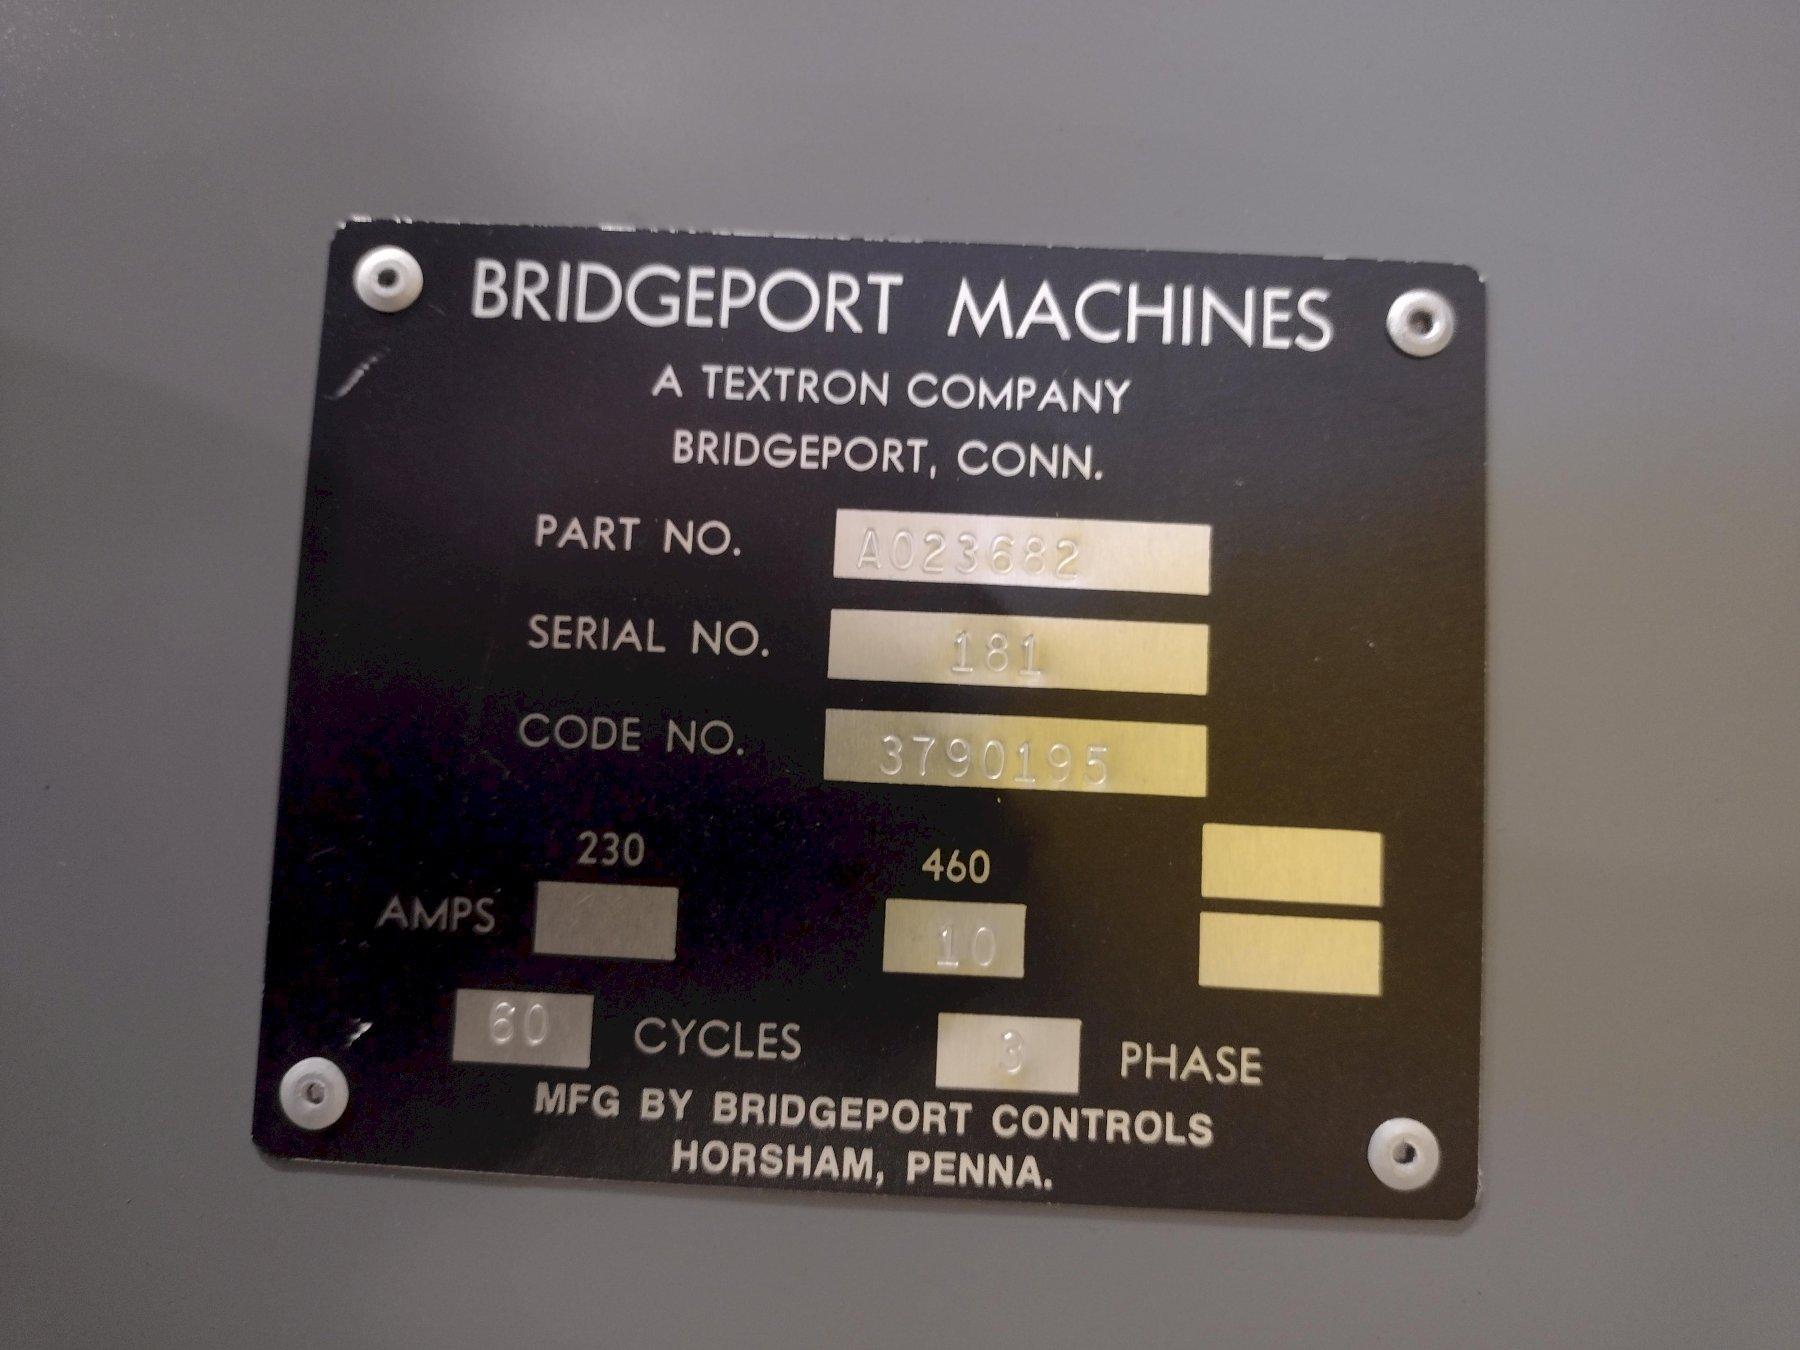 BRIDGEPORT MACHINES
A TEXTRON COMPANY
BRIDGEPORT, CONN.
PART NO. A023682
SERIAL NO. 181
CODE NO. 3790195
230 460
AMPS 10
60 CYCLES 3 PHASE
MFG BY BRIDGEPORT CONTROLS
HORSHAM, PENNA.